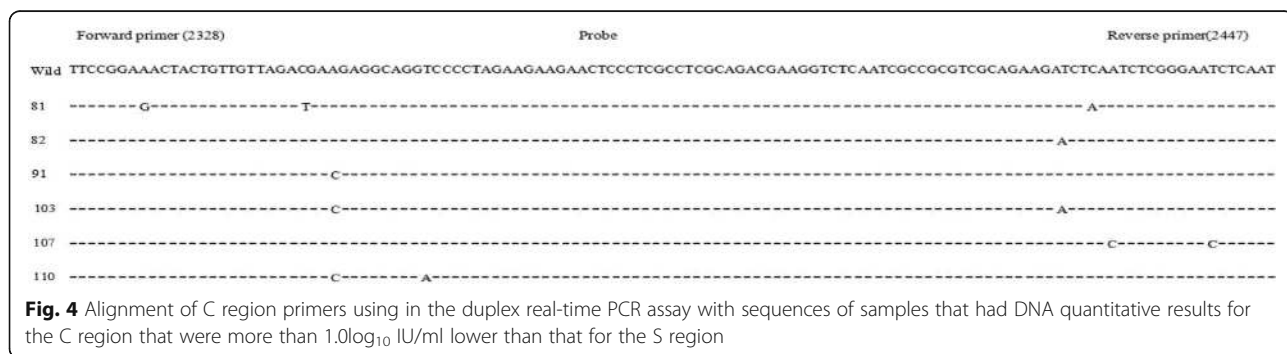 Forward primer (2328) Probe Reverse primer(2447)
Wild TTCCGGAAACTACTGTTGTTAGACGAAGAGGCAGGTCCCCTAGAAGAAGAACTCCCTCGCCTCGCAGACGAAGGTCTCAATCGCCGCGTCGCAGAAGATCTCAATCTCGGGAATCTCAAT
81 -------G---------------T-----------------------------------------------------------------------------A------------------
82 --------------------------------------------------------------------------------------------------A---------------------
91 --------------------------C---------------------------------------------------------------------------------------------
103 --------------------------C-----------------------------------------------------------------------A---------------------
107 -------------------------------------------------------------------------------------------------------C---------C------
110 --------------------------C--------A------------------------------------------------------------------------------------
Fig. 4 Alignment of C region primers using in the duplex real-time PCR assay with sequences of samples that had DNA quantitative results for
the C region that were more than 1.0log₁₀ IU/ml lower than that for the S region